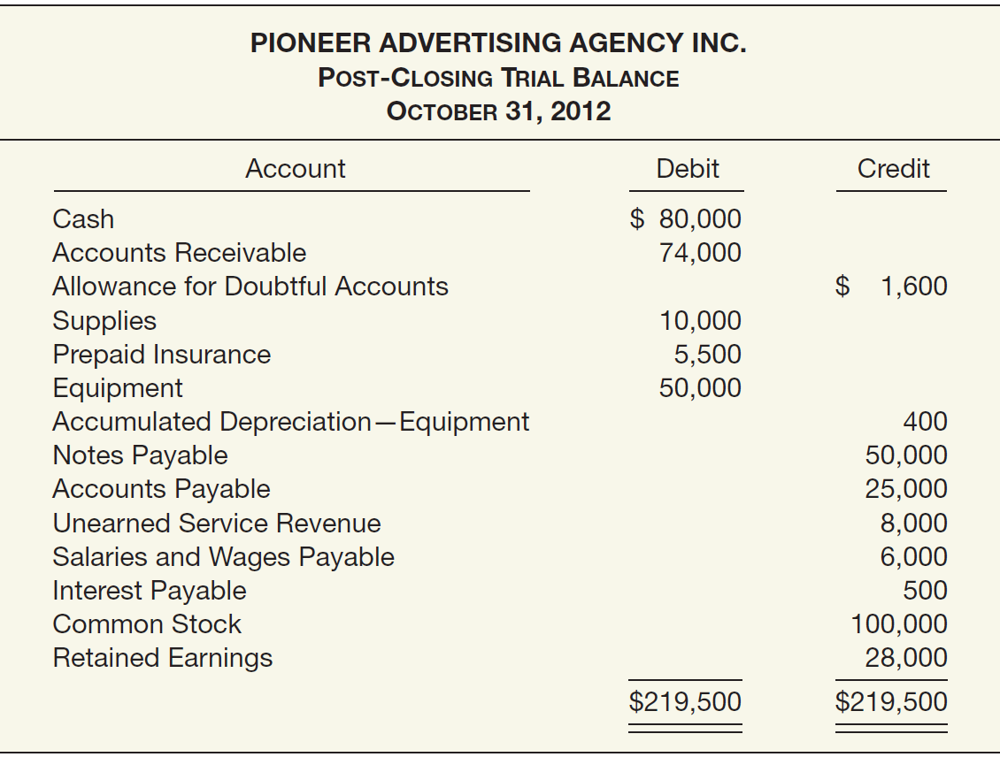 PIONEER ADVERTISING AGENCY INC.
POST-CLOSING TRIAL BALANCE
OCTOBER 31, 2012
Account Debit Credit
Cash $ 80,000
Accounts Receivable 74,000
Allowance for Doubtful Accounts $ 1,600
Supplies 10,000
Prepaid Insurance 5,500
Equipment 50,000
Accumulated Depreciation—Equipment 400
Notes Payable 50,000
Accounts Payable 25,000
Unearned Service Revenue 8,000
Salaries and Wages Payable 6,000
Interest Payable 500
Common Stock 100,000
Retained Earnings 28,000
$219,500 $219,500